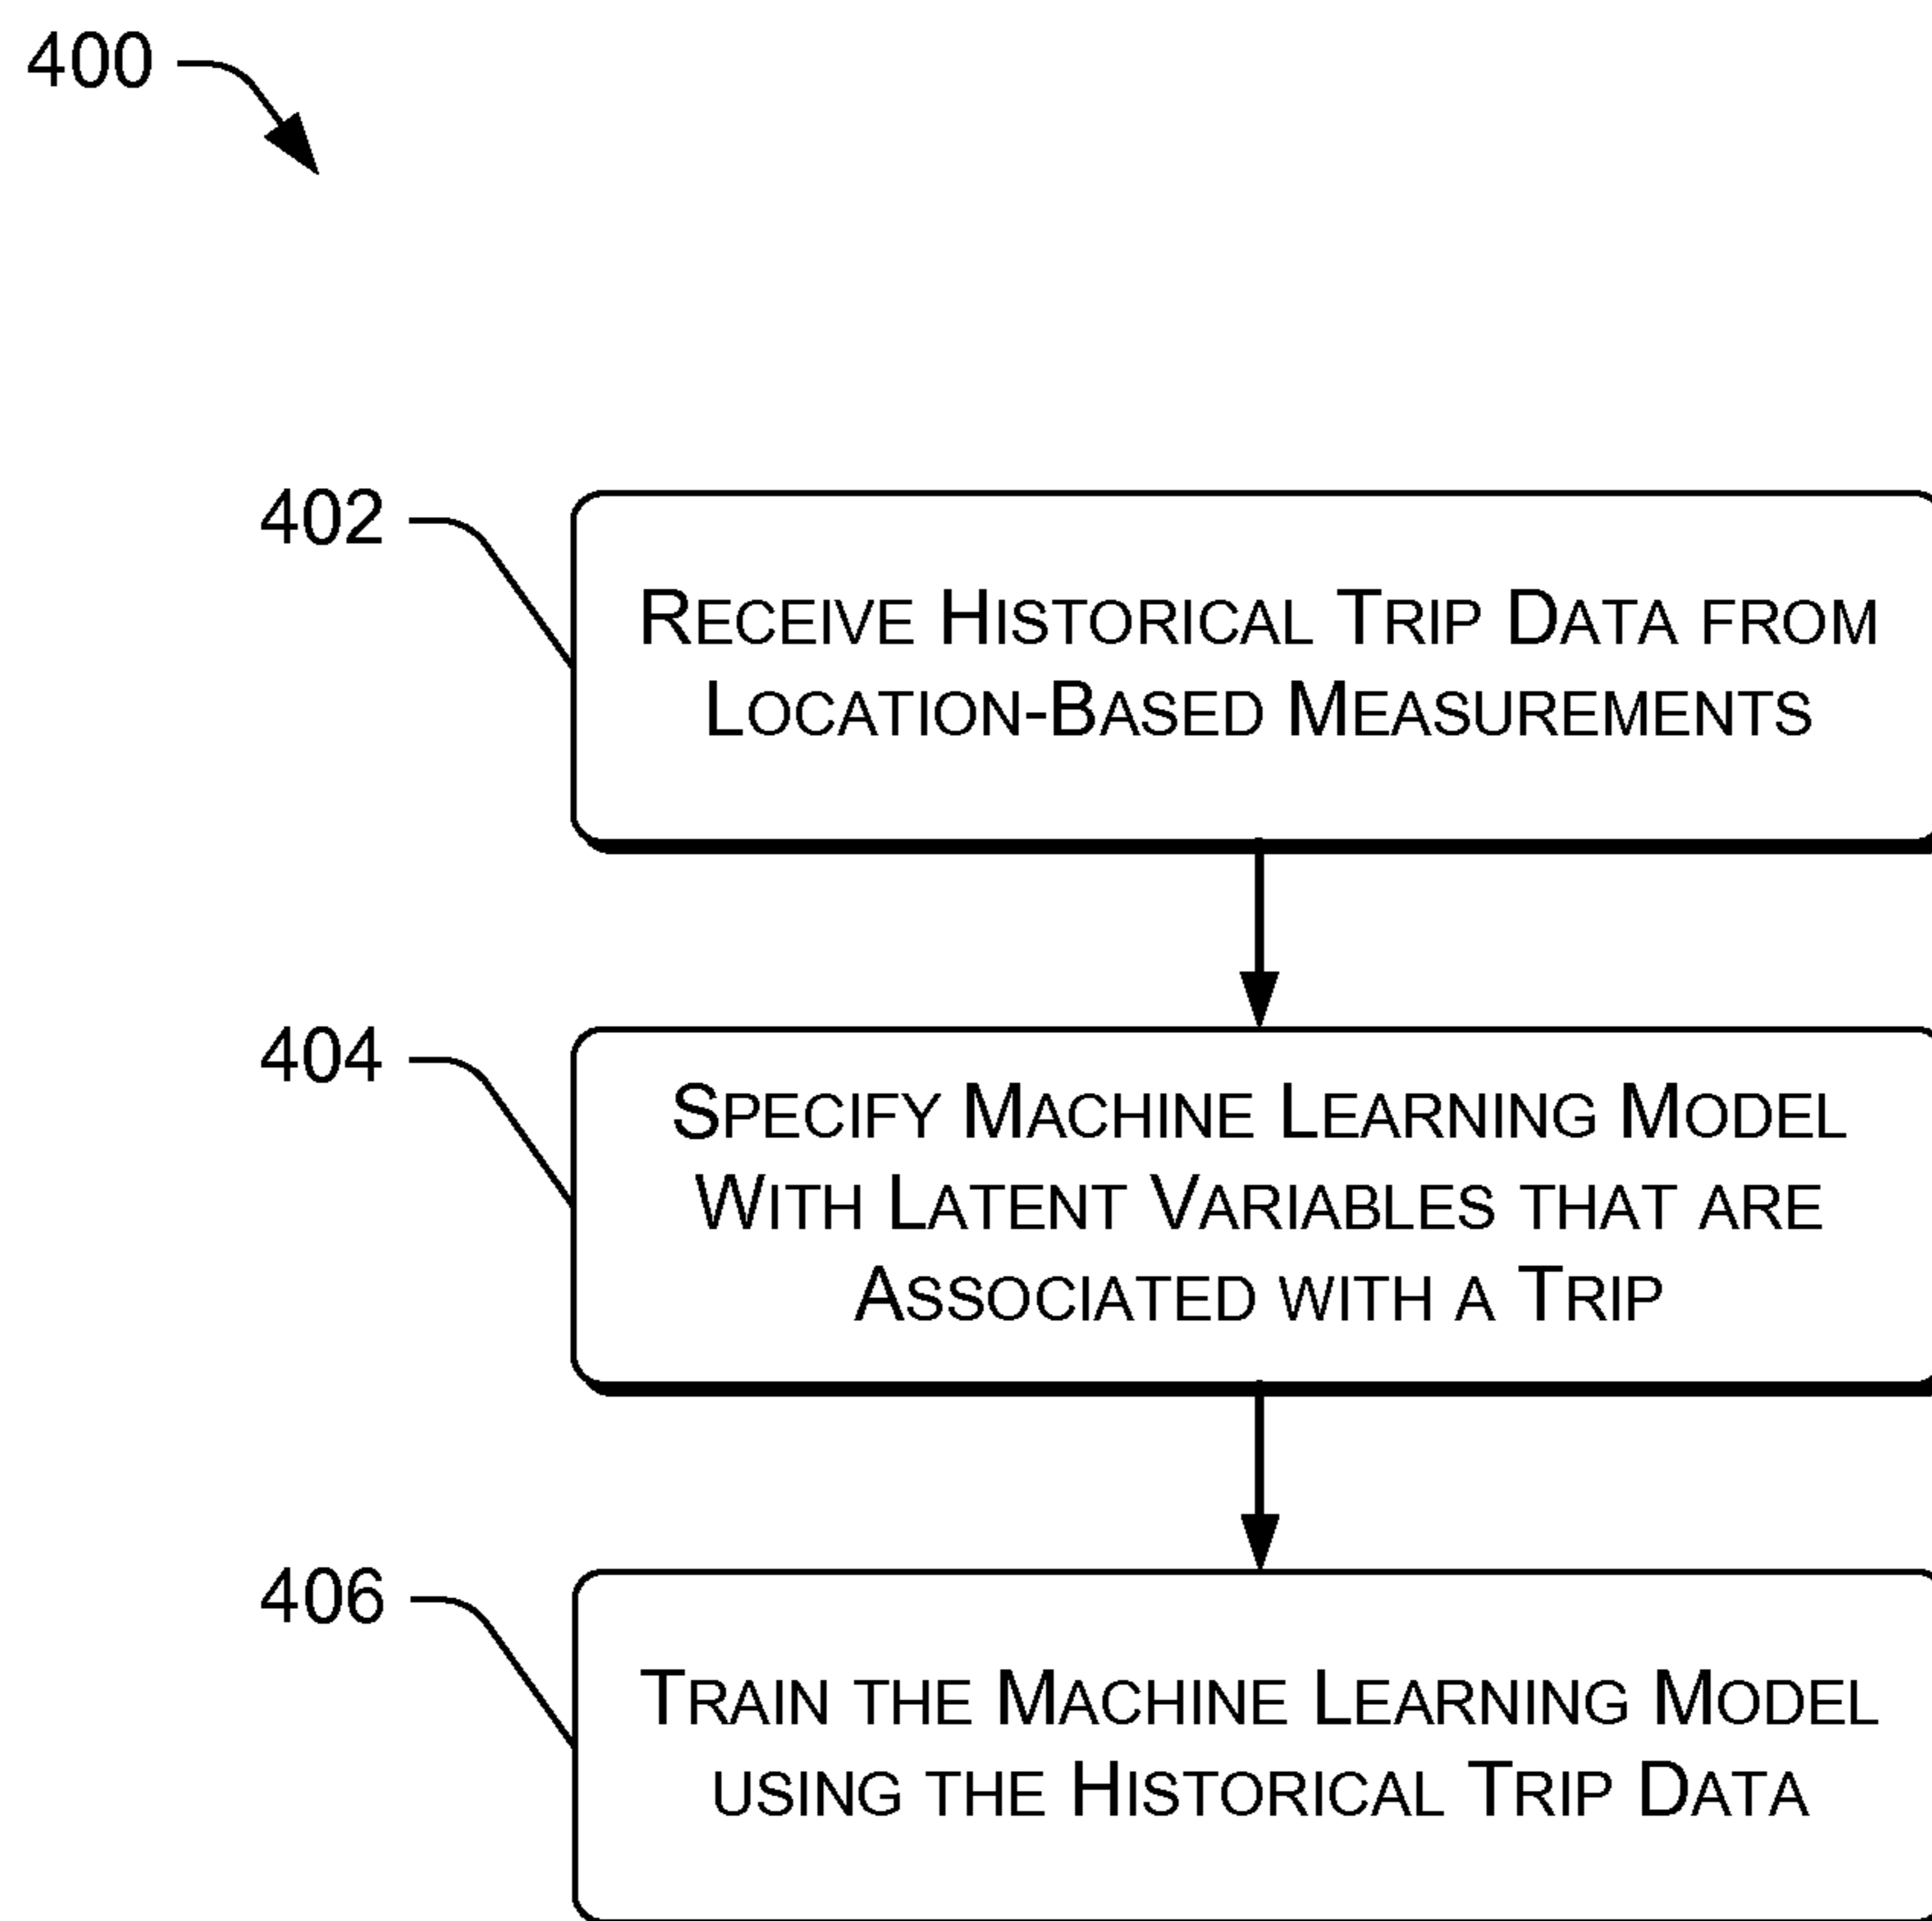 400
402
RECEIVE HISTORICAL TRIP DATA FROM
LOCATION-BASED MEASUREMENTS
404
SPECIFY MACHINE LEARNING MODEL
WITH LATENT VARIABLES THAT ARE
ASSOCIATED WITH A TRIP
406
TRAIN THE MACHINE LEARNING MODEL
USING THE HISTORICAL TRIP DATA